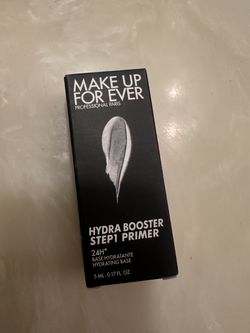 MAKE UP
FOR EVER
PROFESSIONAL PARIS
HYDRA BOOSTER
STEP1 PRIMER
24H*
BASE HYDRATANTE
HYDRATING BASE
5 ML - 0.17 FL. OZ